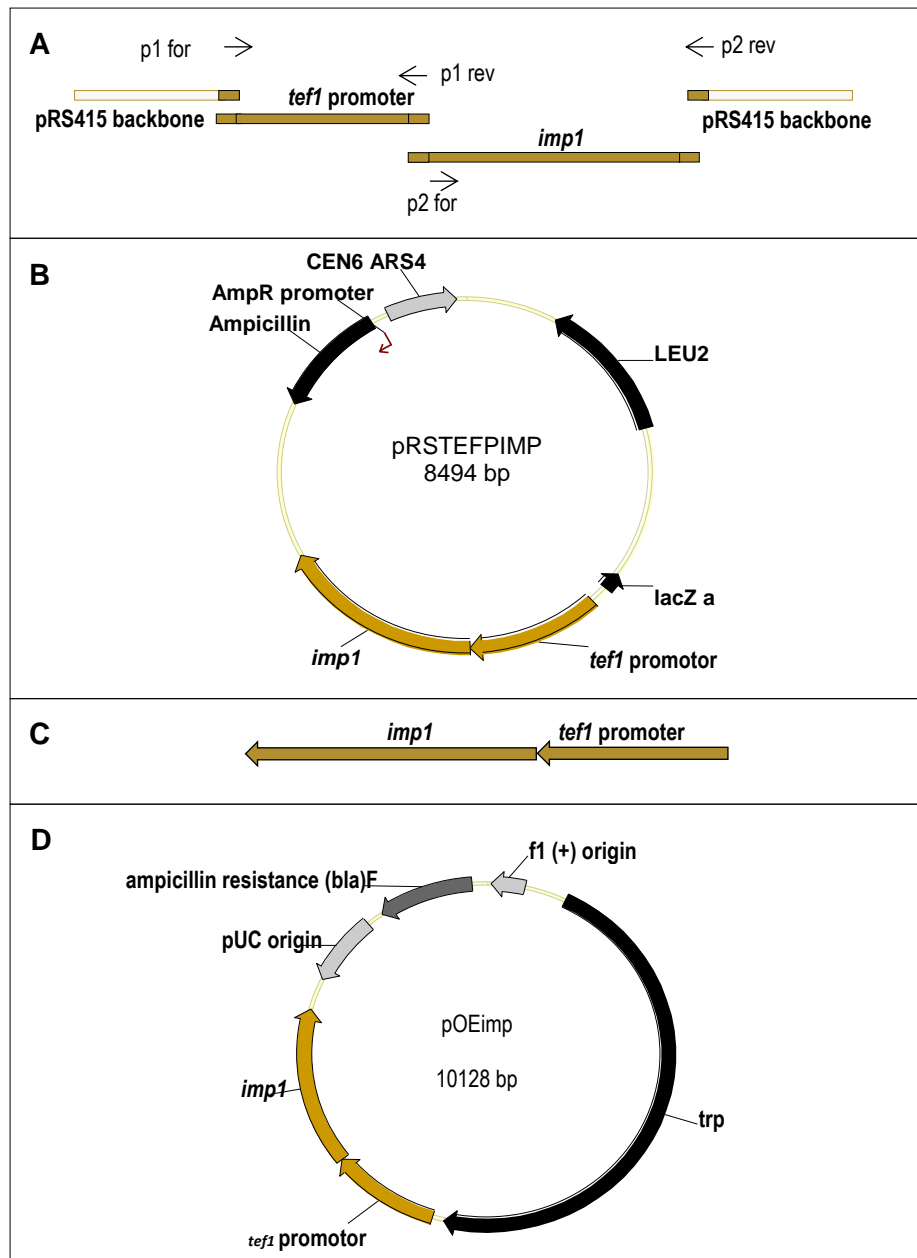 A
p1 for
p2 rev
p1 rev
tef1 promoter
pRS415 backbone
pRS415 backbone
imp1
p2 for
B
CEN6 ARS4
AmpR promoter
Ampicillin
LEU2
pRSTEFPIMP
8494 bp
lacZ a
imp1
tef1 promotor
C
imp1
tef1 promoter
D
f1 (+) origin
ampicillin resistance (bla)F
pUC origin
pOEimp
10128 bp
imp1
trp
tef1 promotor